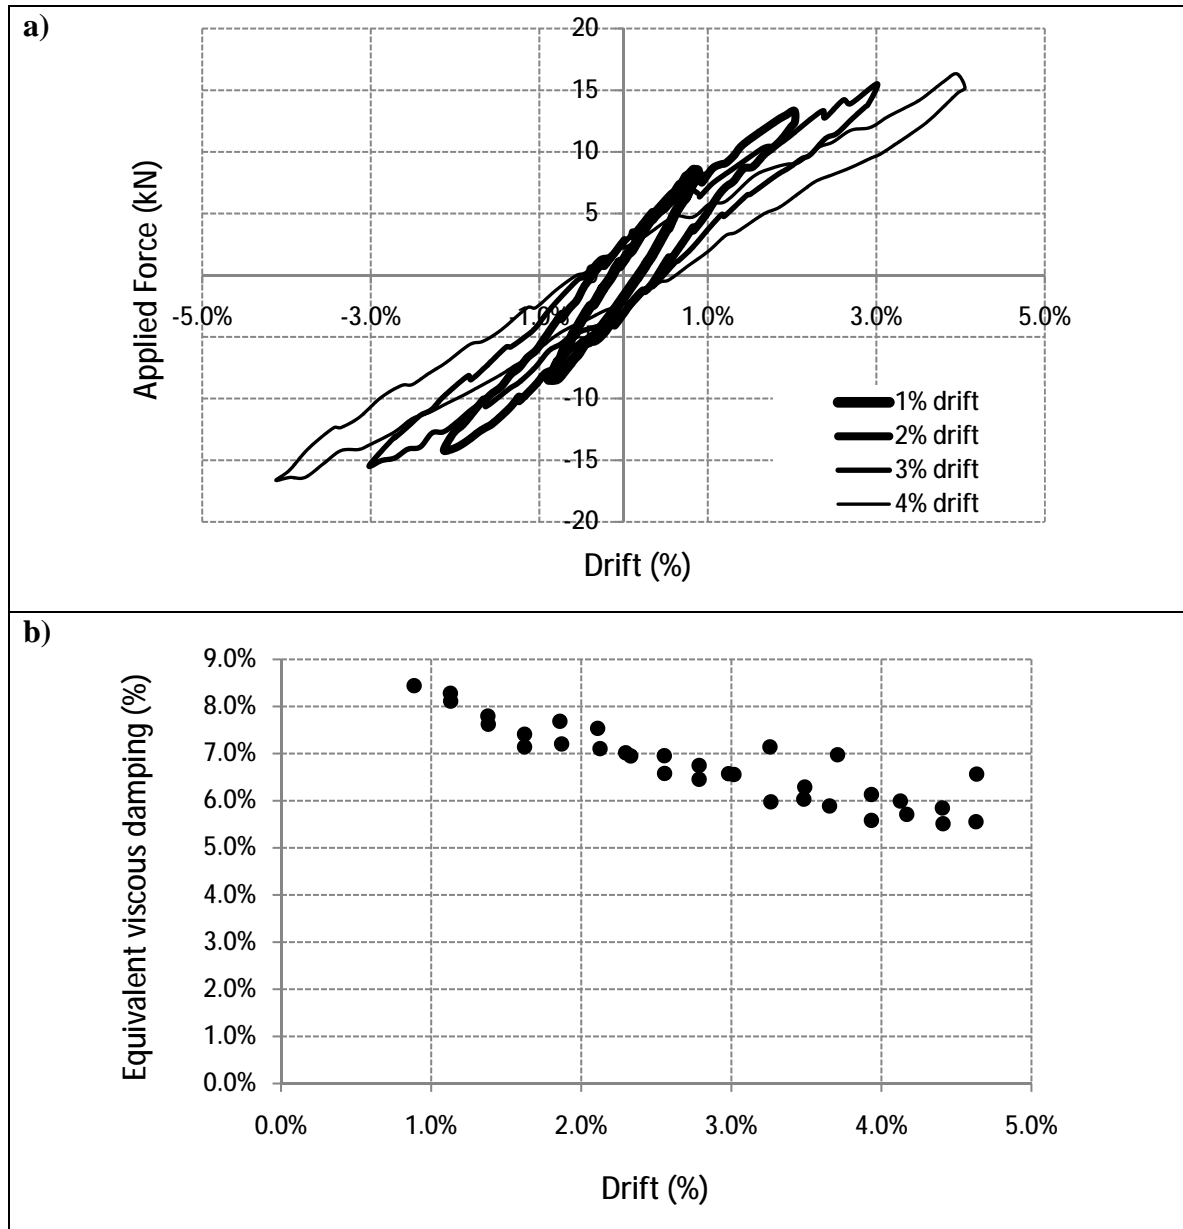 a)
20
15
10
5
-5.0% -3.0% -1.0% 1.0% 3.0% 5.0%
-10
-15
-20
Applied Force (kN)
1% drift
2% drift
3% drift
4% drift
Drift (%)
b)
9.0%
8.0%
7.0%
6.0%
5.0%
4.0%
3.0%
2.0%
1.0%
0.0%
Equivalent viscous damping (%)
0.0% 1.0% 2.0% 3.0% 4.0% 5.0%
Drift (%)